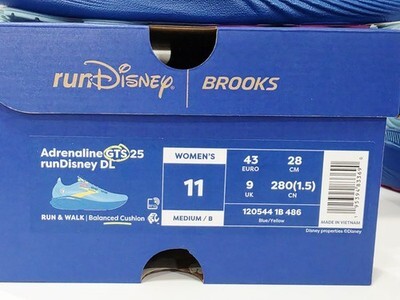 runDisney | BROOKS
Adrenaline GTS 25
runDisney DL
RUN & WALK | Balanced Cushion
WOMEN'S
11
MEDIUM / B
43
EURO
28
CM
9
UK
280(1.5)
CN
120544 1B 486
Blue/Yellow
MADE IN VIETNAM
Disney properties ©Disney